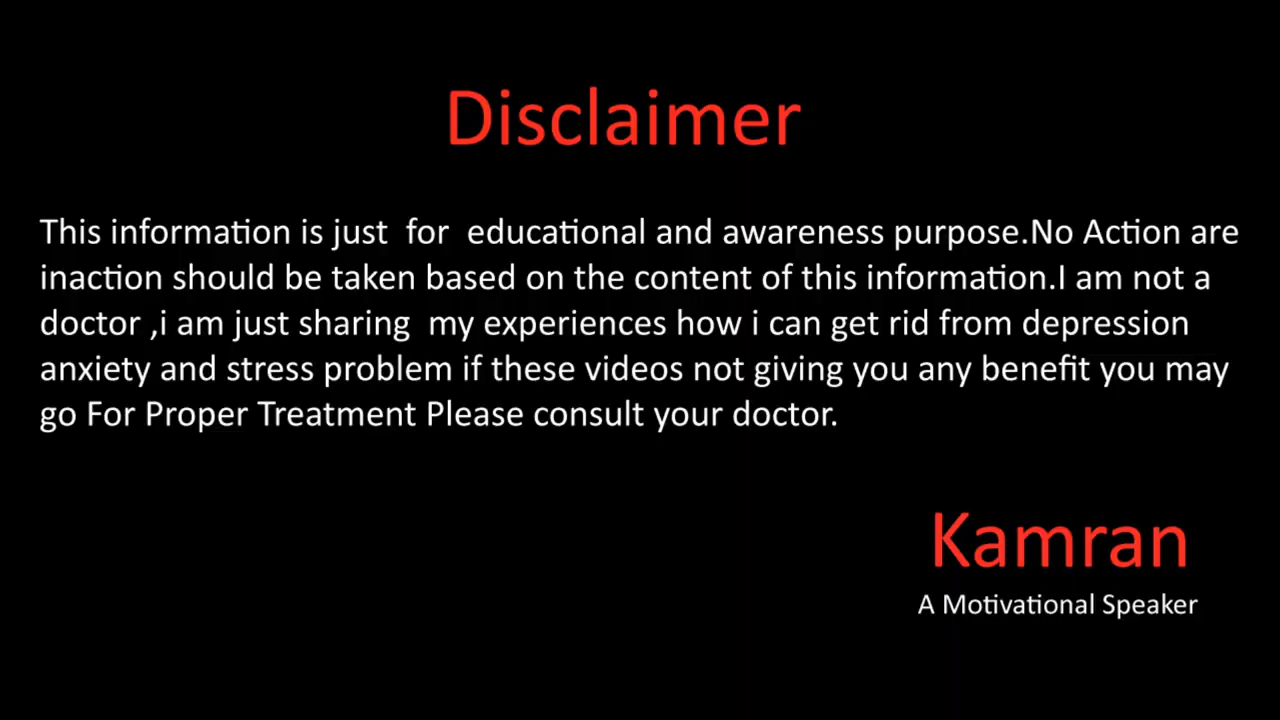 Disclaimer
This information is just  for  educational and awareness purpose.No Action are
inaction should be taken based on the content of this information.I am not a
doctor ,i am just sharing  my experiences how i can get rid from depression
anxiety and stress problem if these videos not giving you any benefit you may
go For Proper Treatment Please consult your doctor.
Kamran
A Motivational Speaker